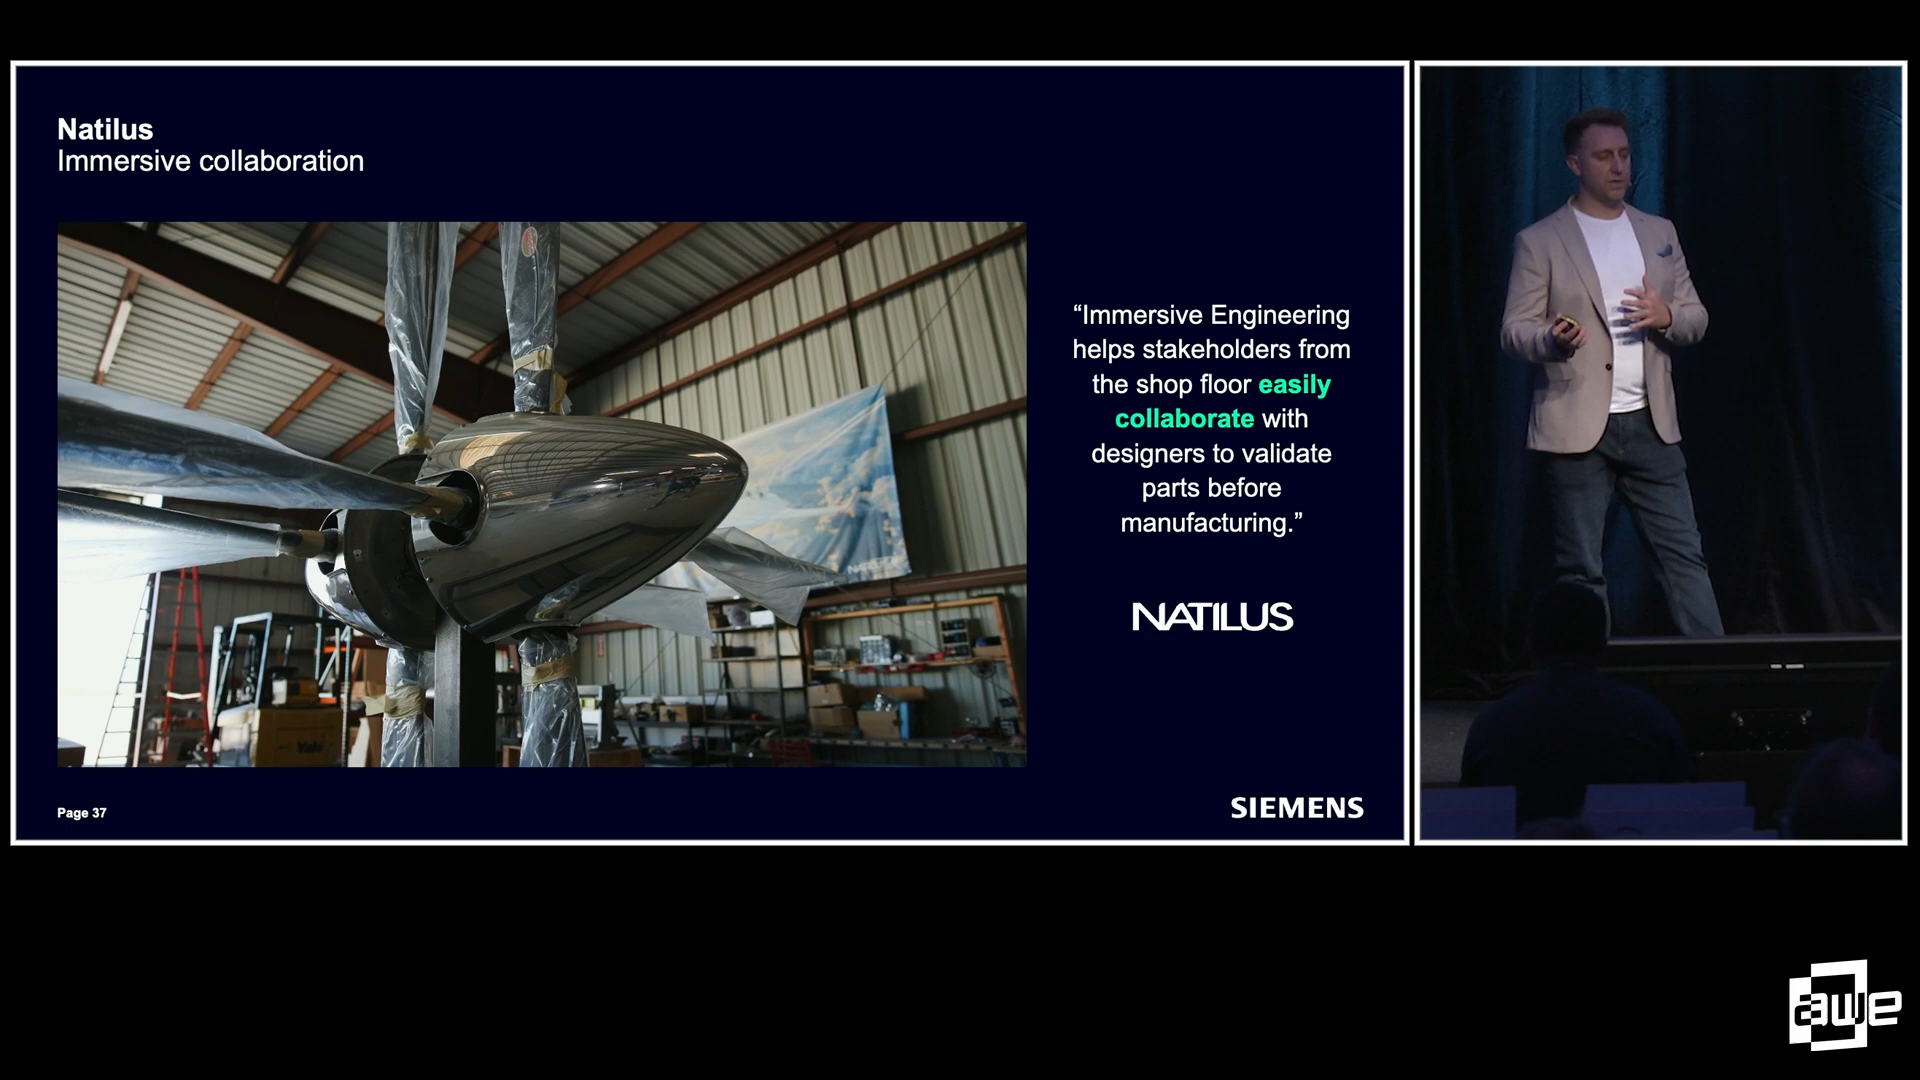 Natilus
Immersive collaboration
“Immersive Engineering
helps stakeholders from
the shop floor easily
collaborate with
designers to validate
parts before
manufacturing.”
NATILUS
Yale
Page 37
SIEMENS
awe